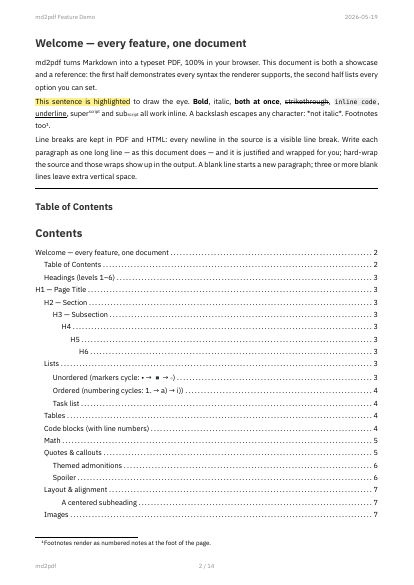 md2pdf Feature Demo 2026-05-19
Welcome — every feature, one document
md2pdf turns Markdown into a typeset PDF, 100% in your browser. This document is both a showcase
and a reference: the first half demonstrates every syntax the renderer supports, the second half lists every
option you can set.
This sentence is highlighted to draw the eye. Bold, italic, both at once, strikethrough, inline code,
underline, superscript and subscript all work inline. A backslash escapes any character: *not italic*. Footnotes
too¹.
Line breaks are kept in PDF and HTML: every newline in the source is a visible line break. Write each
paragraph as one long line — as this document does — and it is justified and wrapped for you; hard-wrap
the source and those wraps show up in the output. A blank line starts a new paragraph; three or more blank
lines leave extra vertical space.
Table of Contents
Contents
Welcome — every feature, one document 2
Table of Contents 2
Headings (levels 1–6) 3
H1 — Page Title 3
H2 — Section 3
H3 — Subsection 3
H4 3
H5 3
H6 3
Lists 3
Unordered (markers cycle: • → ▪ → ◦) 3
Ordered (numbering cycles: 1. → a) → i)) 4
Task list 4
Tables 4
Code blocks (with line numbers) 4
Math 5
Quotes & callouts 5
Themed admonitions 6
Spoiler 6
Layout & alignment 7
A centered subheading 7
Images 7
¹Footnotes render as numbered notes at the foot of the page.
md2pdf 2 / 14